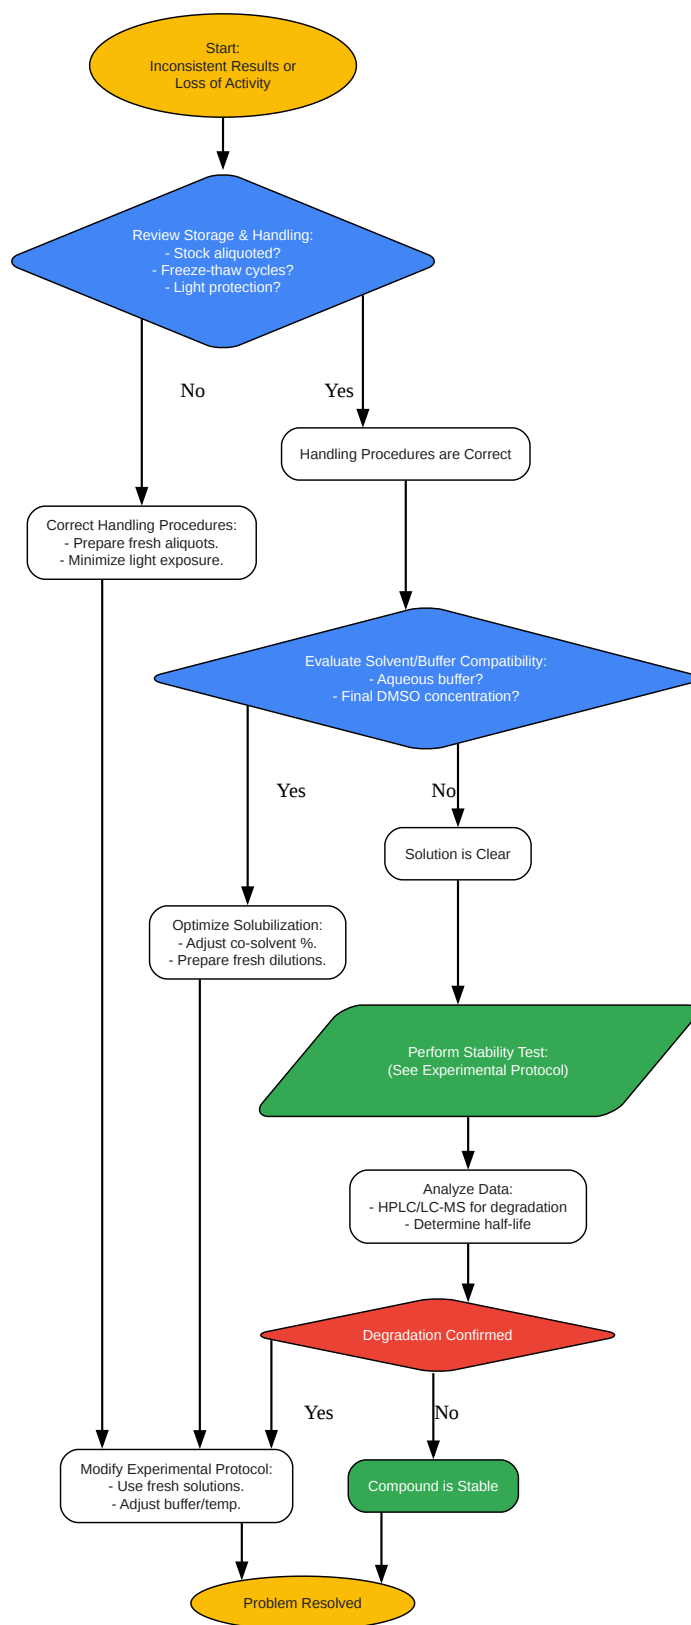 Start:
Inconsistent Results or
Loss of Activity
Review Storage & Handling:
- Stock aliquoted?
- Freeze-thaw cycles?
- Light protection?
No
Yes
Handling Procedures are Correct
Correct Handling Procedures:
- Prepare fresh aliquots.
- Minimize light exposure.
Evaluate Solvent/Buffer Compatibility:
- Aqueous buffer?
- Final DMSO concentration?
Yes
No
Solution is Clear
Optimize Solubilization:
- Adjust co-solvent %.
- Prepare fresh dilutions.
Perform Stability Test:
(See Experimental Protocol)
Analyze Data:
- HPLC/LC-MS for degradation
- Determine half-life
Degradation Confirmed
Yes
No
Modify Experimental Protocol:
- Use fresh solutions.
- Adjust buffer/temp.
Compound is Stable
Problem Resolved